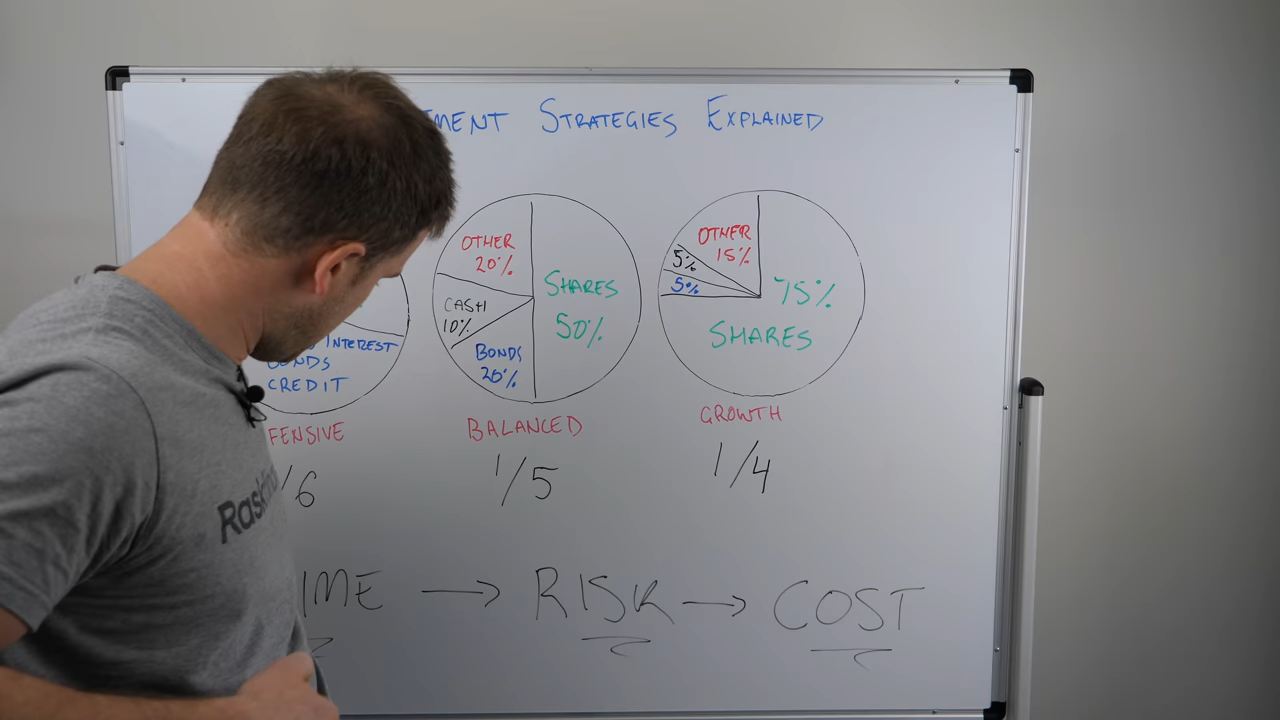 MENT STRATEGIES EXPLAINED
INTEREST
BONDS
CREDIT
FENSIVE
/6
OTHER
20%
CASH
10%
BONDS
20%
SHARES
50%
BALANCED
1/5
OTHER
15%
5%
5%
75%
SHARES
GROWTH
1/4
IME → RISK → COST
Rask